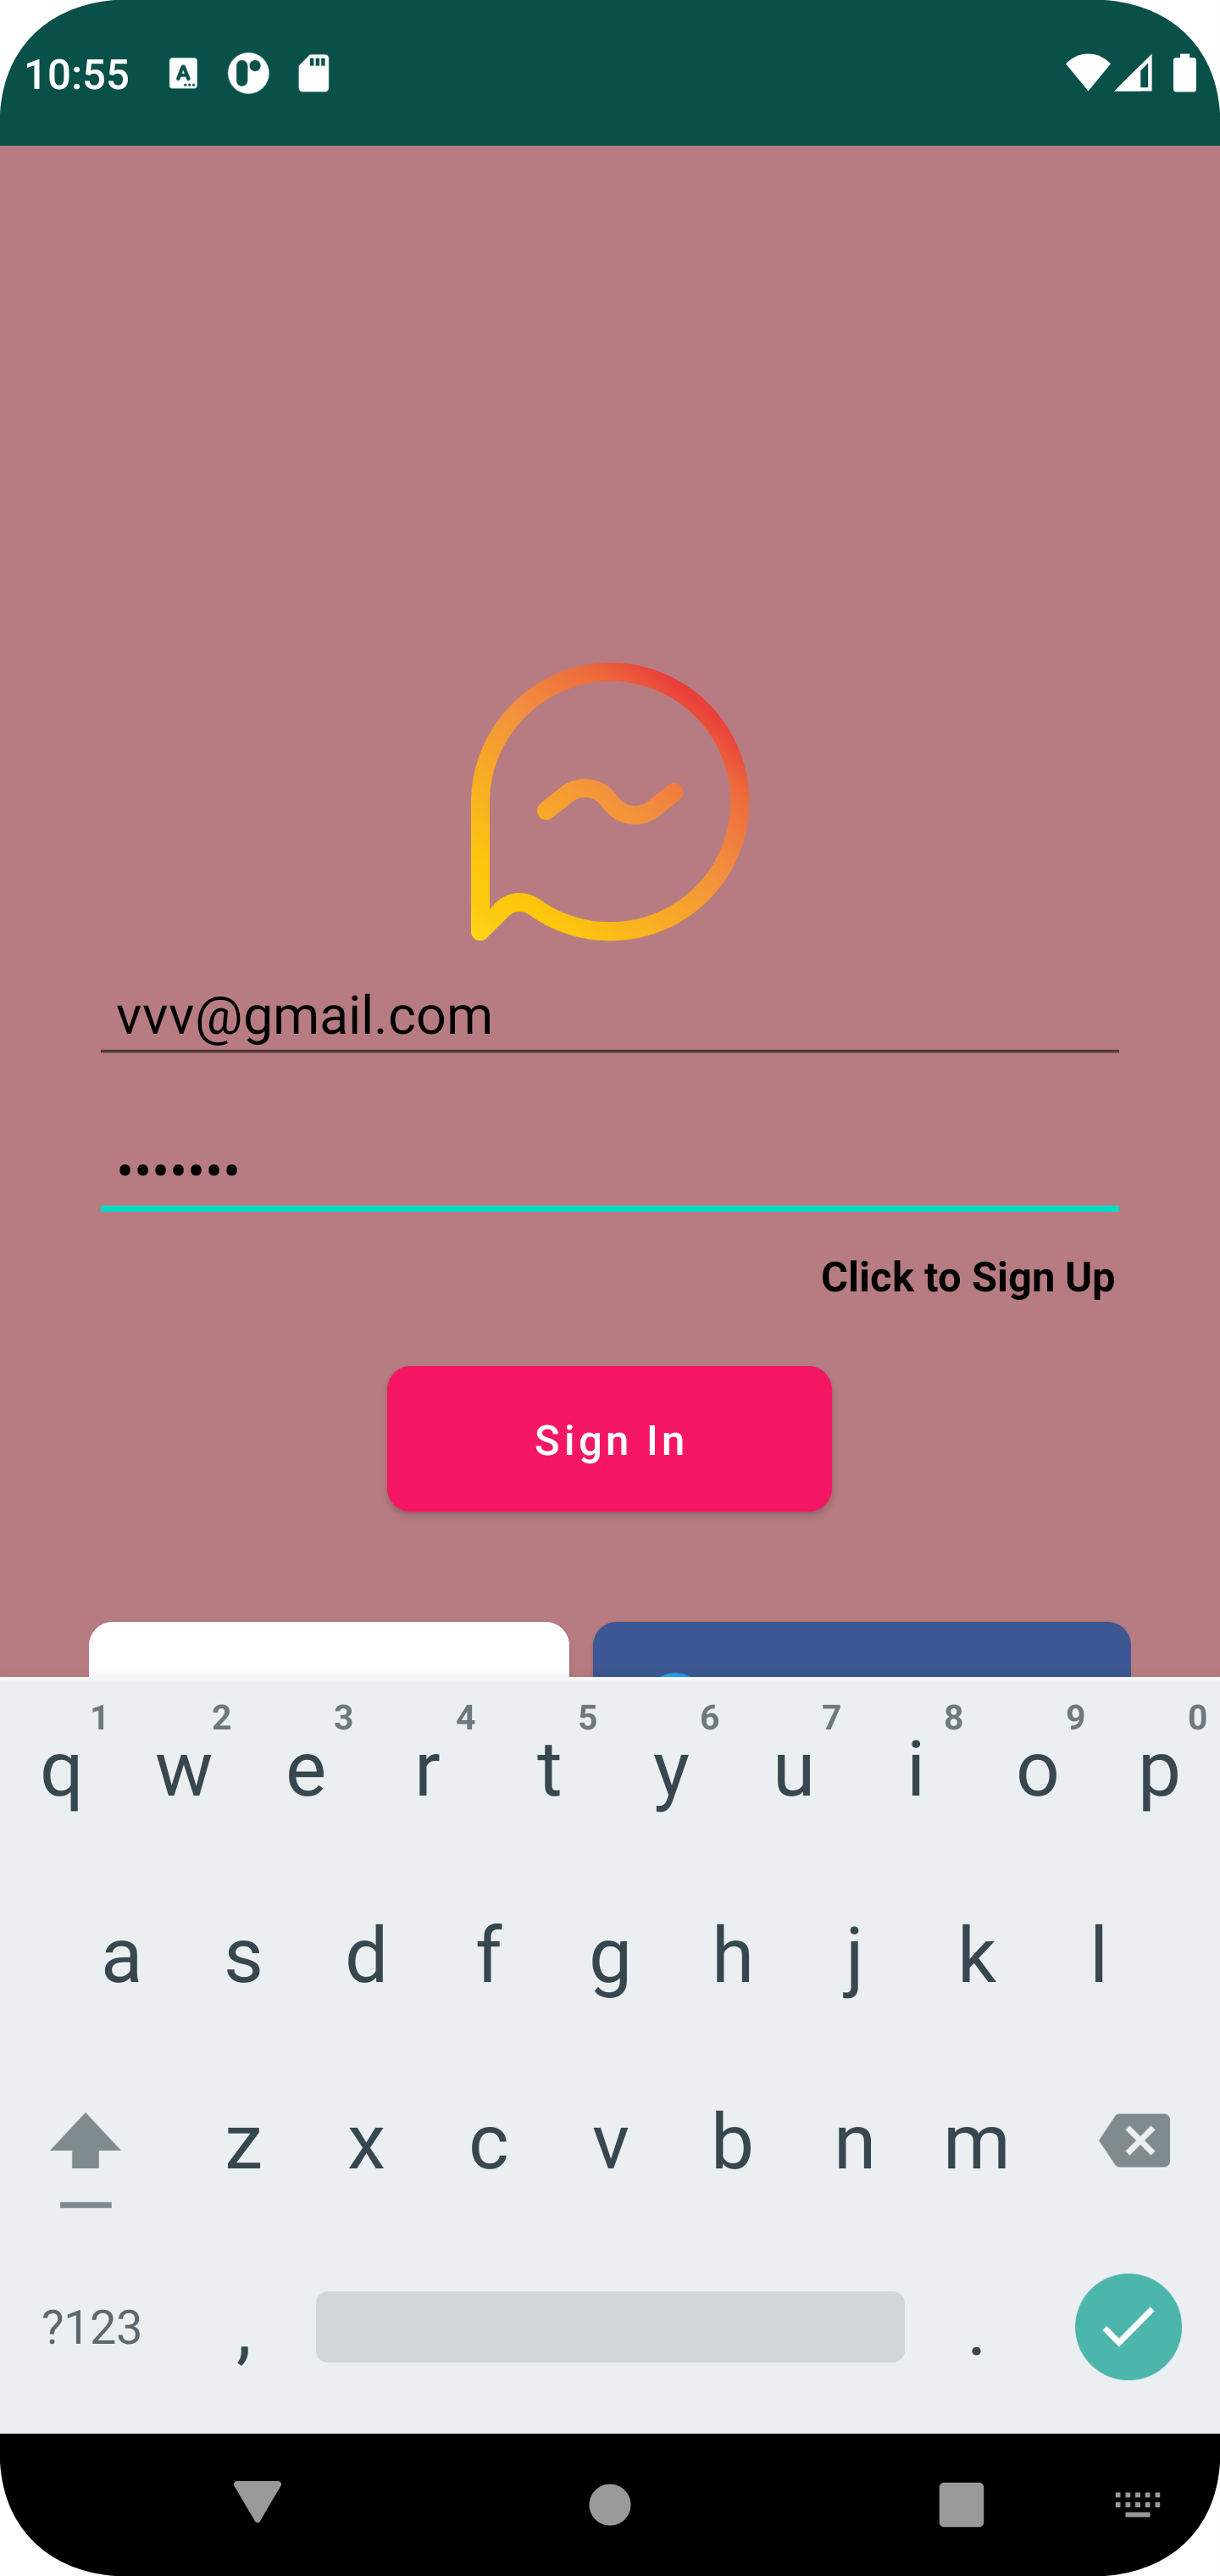 10:55
vvv@gmail.com
•••••••
Click to Sign Up
Sign In
1 2 3 4 5 6 7 8 9 0
q w e r t y u i o p
a s d f g h j k l
z x c v b n m
?123 , .